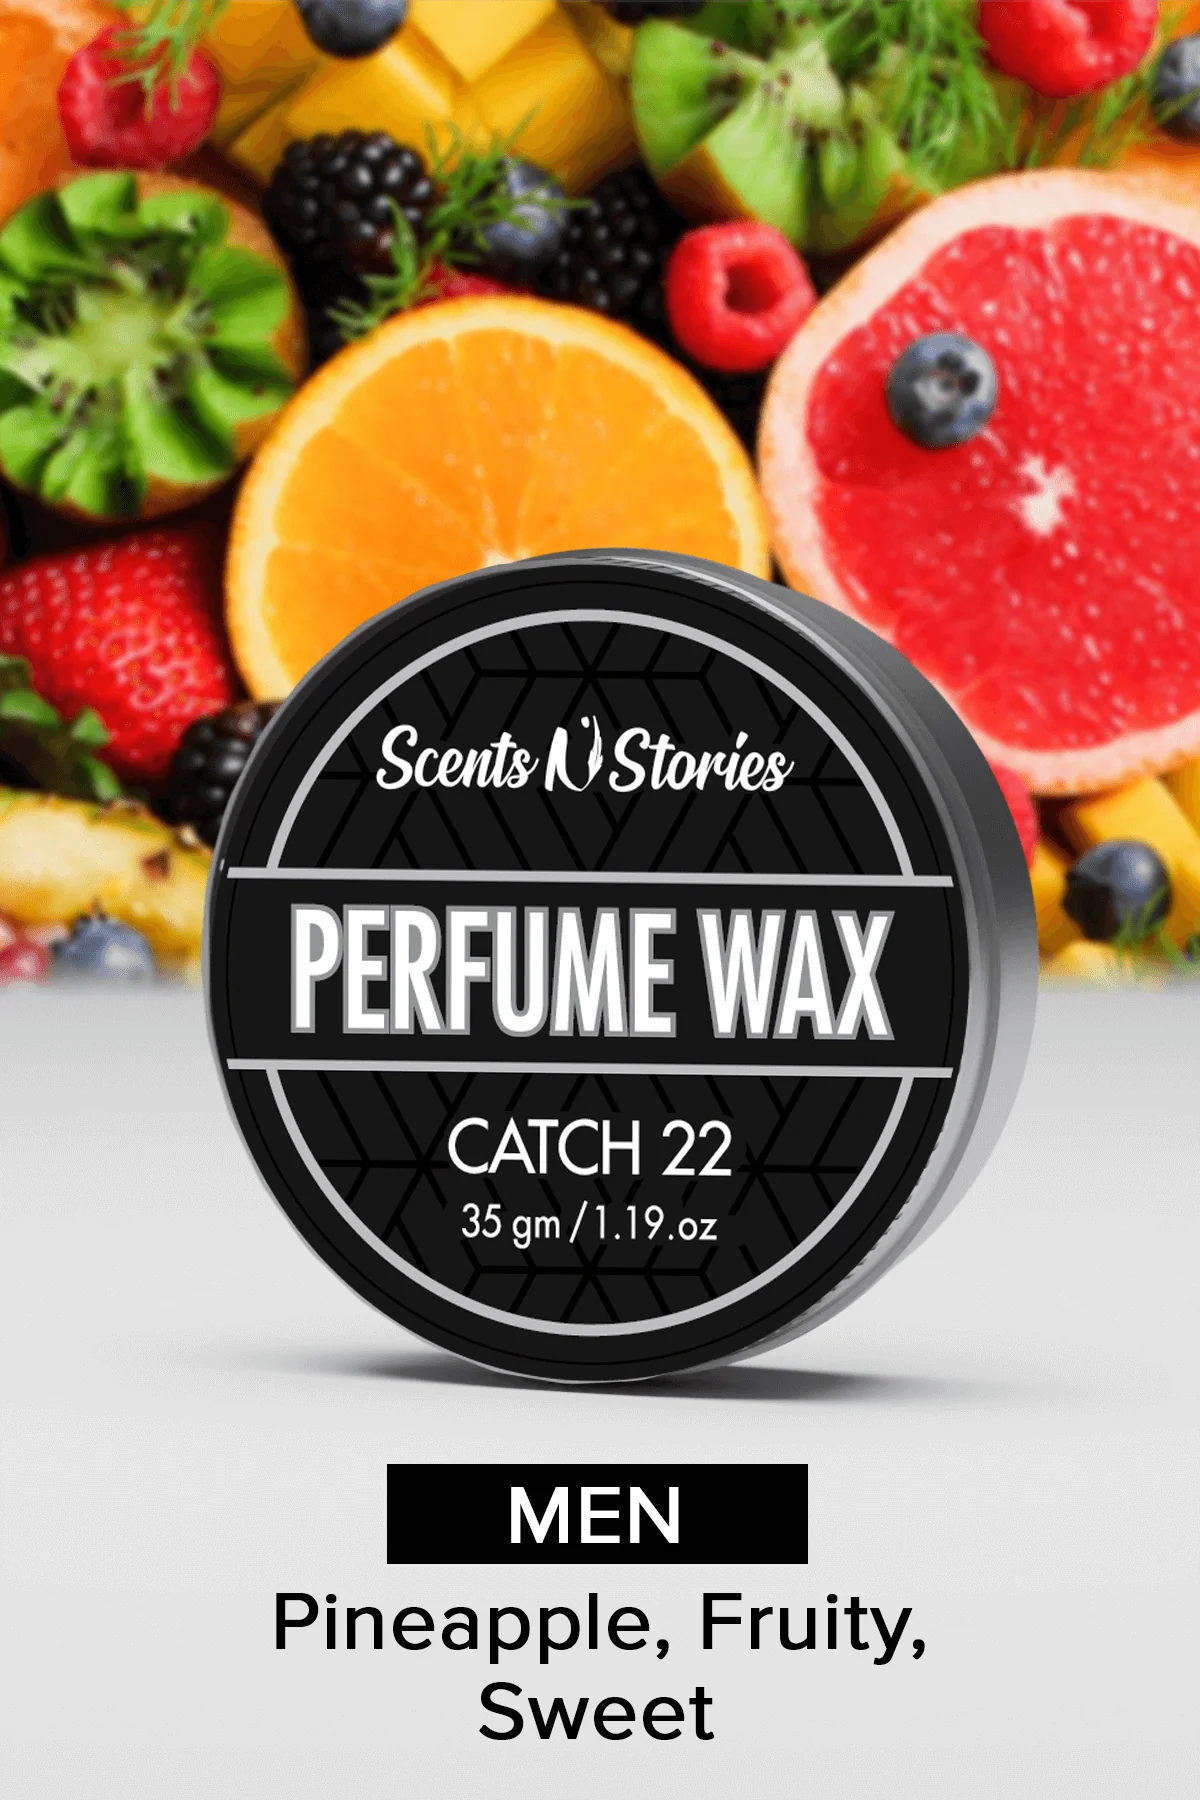 Scents N Stories
PERFUME WAX
CATCH 22
35 gm / 1.19.oz
MEN
Pineapple, Fruity,
Sweet